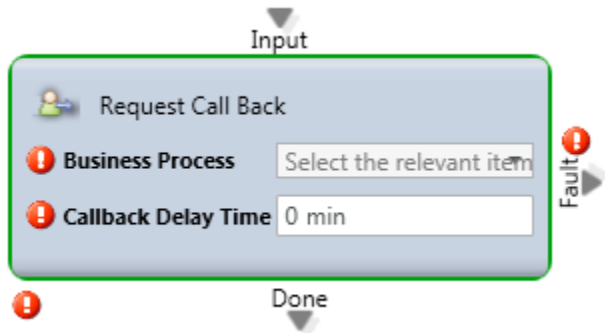 Input
Request Call Back
Business Process Select the relevant item
Fault
Callback Delay Time 0 min
Done